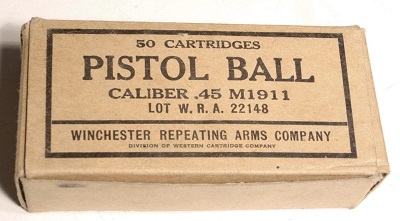 50 CARTRIDGES
PISTOL BALL
CALIBER .45 M1911
LOT W.R.A. 22148
WINCHESTER REPEATING ARMS COMPANY
DIVISION OF WESTERN CARTRIDGE COMPANY